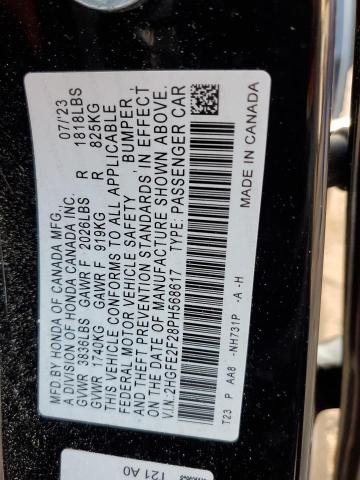 MFD BY HONDA OF CANADA MFG. 07/'23
A DIVISION OF HONDA CANADA INC.
GVWR 3836LBS GAWR F 2026LBS R 1818LBS
GVWR 1740KG GAWR F 919KG R 825KG
THIS VEHICLE CONFORMS TO ALL APPLICABLE
FEDERAL MOTOR VEHICLE SAFETY, BUMPER,
AND THEFT PREVENTION STANDARDS, IN EFFECT
ON THE DATE OF MANUFACTURE SHOWN ABOVE.
V.I.N. 2HGFE2F28PH568617 TYPE: PASSENGER CAR
T23 P AA8 -NH731P -A -H
MADE IN CANADA
T21 A0